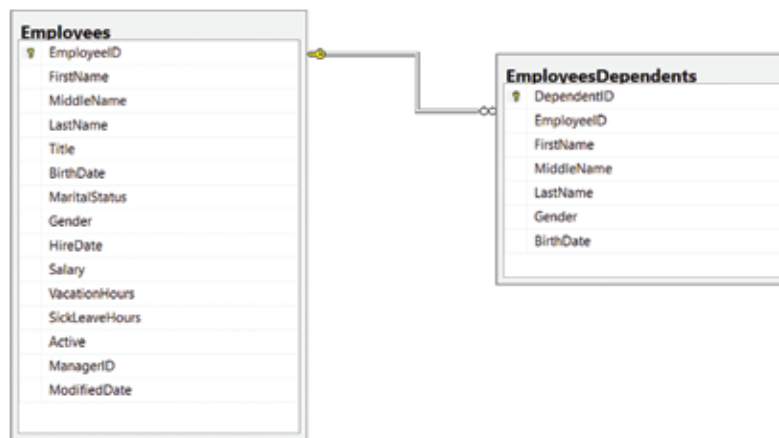 Employees
EmployeeID
FirstName
MiddleName
LastName
Title
BirthDate
MaritalStatus
Gender
HireDate
Salary
VacationHours
SickLeaveHours
Active
ManagerID
ModifiedDate
EmployeesDependents
DependentID
EmployeeID
FirstName
MiddleName
LastName
Gender
BirthDate